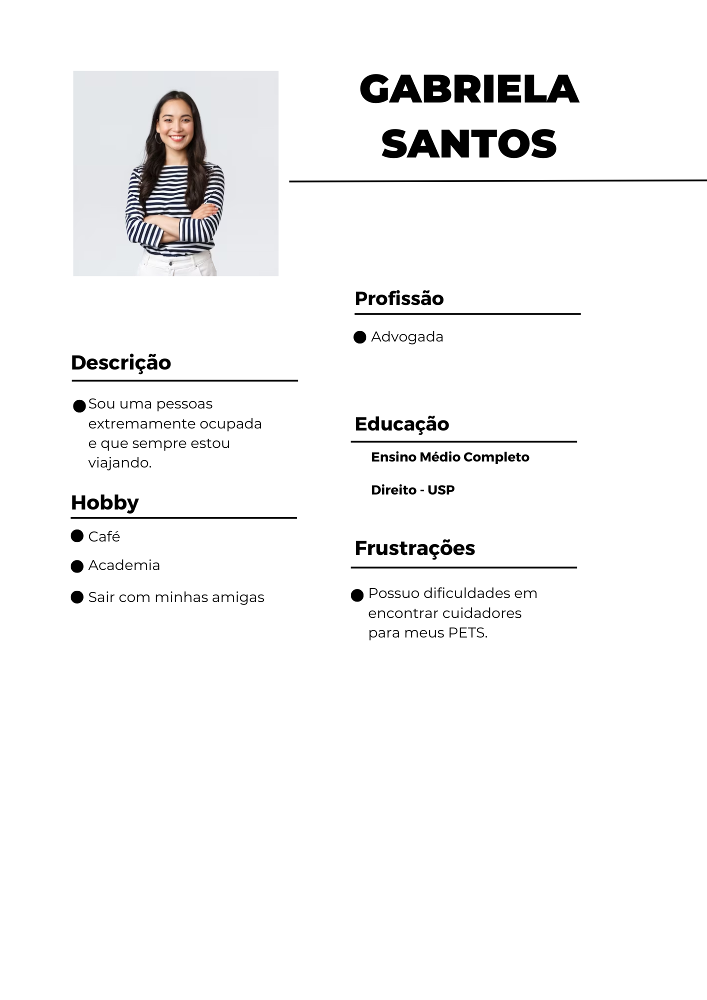 GABRIELA
SANTOS
Profissão
Advogada
Descrição
Sou uma pessoas
extremamente ocupada
e que sempre estou
viajando.
Educação
Ensino Médio Completo
Direito - USP
Hobby
Café
Academia
Sair com minhas amigas
Frustrações
Possuo dificuldades em
encontrar cuidadores
para meus PETS.